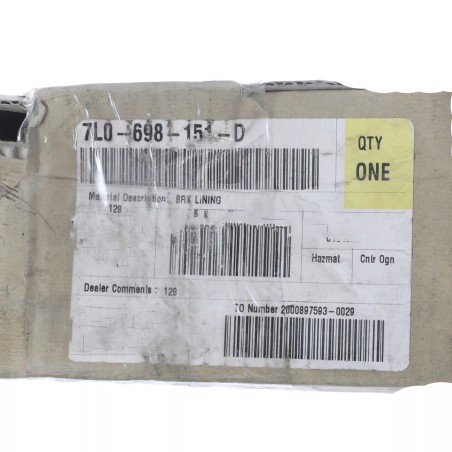 7L0-698-151-D
QTY
ONE
Material Description: BRK LINING
128
Hazmat
Cntr Ogn
Dealer Comments : 128
TO Number 2000897593-0029